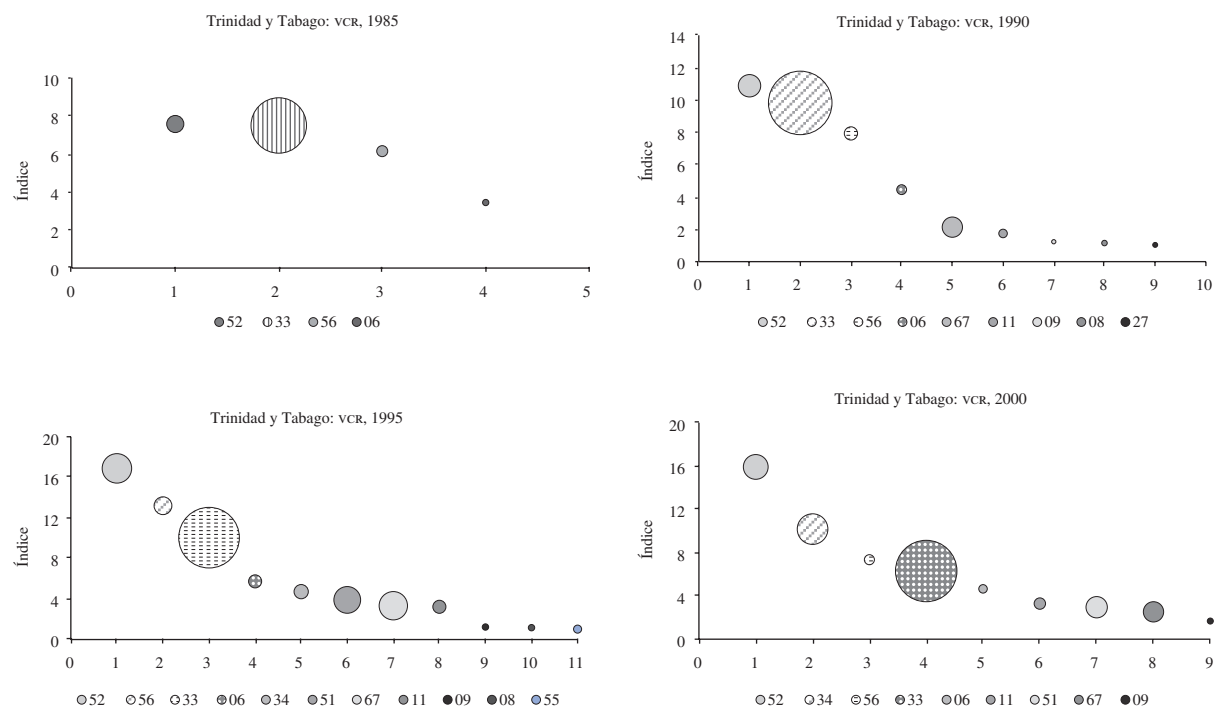 Trinidad y Tabago: VCR, 1985
10
8
6
4
2
0
Índice
0 1 2 3 4 5
52 33 56 06
Trinidad y Tabago: VCR, 1990
14
12
10
8
6
4
2
0
Índice
0 1 2 3 4 5 6 7 8 9 10
52 33 56 06 67 11 09 08 27
Trinidad y Tabago: VCR, 1995
20
16
12
8
4
0
Índice
0 1 2 3 4 5 6 7 8 9 10 11
52 56 33 06 34 51 67 11 09 08 55
Trinidad y Tabago: VCR, 2000
20
16
12
8
4
0
Índice
0 1 2 3 4 5 6 7 8 9
52 34 56 33 06 11 51 67 09